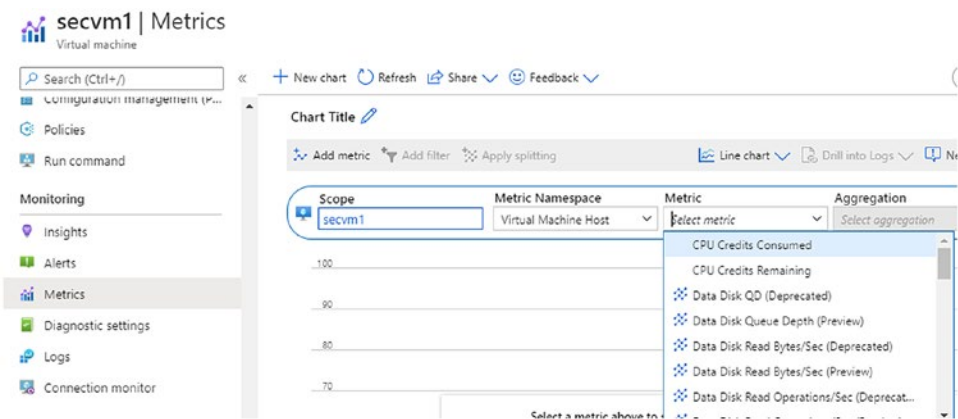 secvm1 | Metrics
Virtual machine
Search (Ctrl+/)
«
New chart Refresh Share Feedback
Configuration management (P...
Policies
Run command
Monitoring
Insights
Alerts
Metrics
Diagnostic settings
Logs
Connection monitor
Chart Title
Add metric Add filter Apply splitting Line chart Drill into Logs
Scope Metric Namespace Metric Aggregation
secvm1 Virtual Machine Host Select metric Select aggregation
CPU Credits Consumed
CPU Credits Remaining
Data Disk QD (Deprecated)
Data Disk Queue Depth (Preview)
Data Disk Read Bytes/Sec (Deprecated)
Data Disk Read Bytes/Sec (Preview)
Data Disk Read Operations/Sec (Deprecat...
100
90
80
70
Select a metric above to